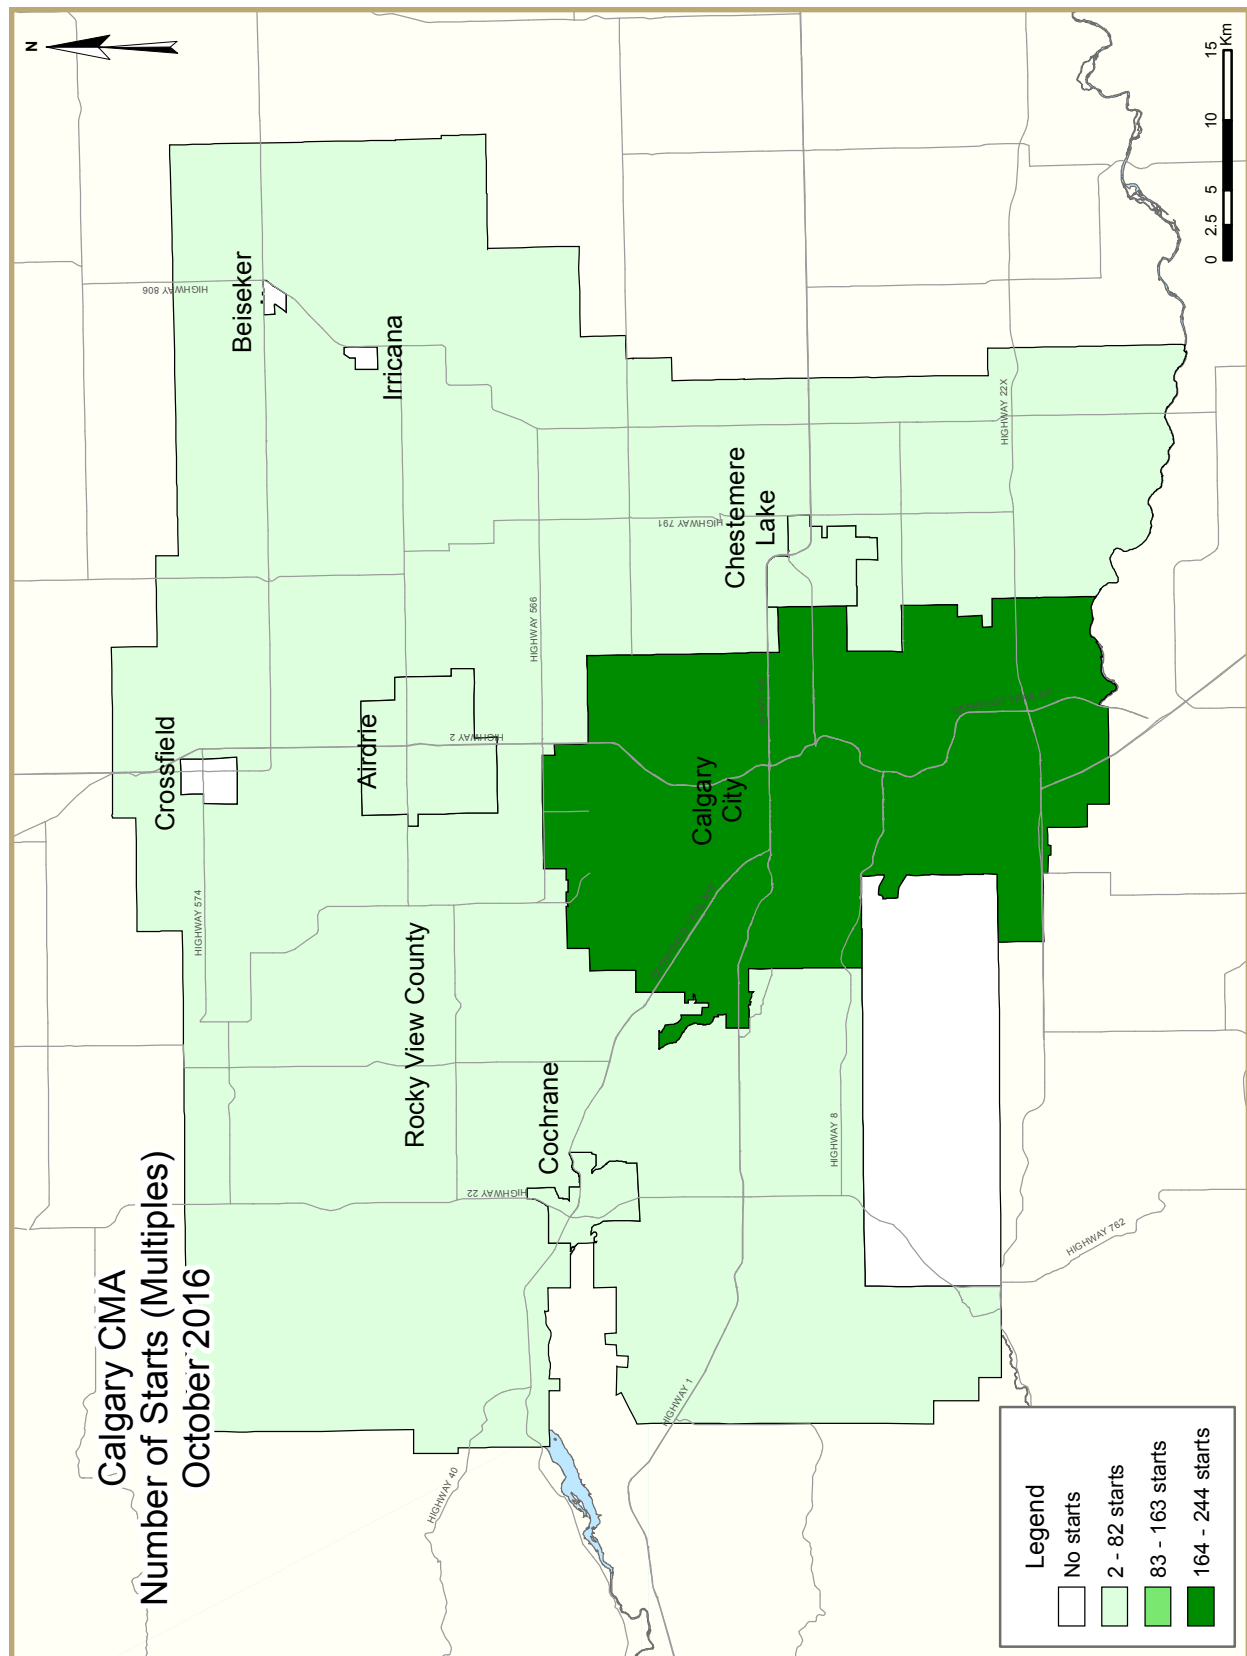 Calgary CMA
Number of Starts (Multiples)
October 2016
N
Crossfield
Beiseker
Irricana
Airdrie
Rocky View County
Cochrane
Calgary
City
Chestemere
Lake
HIGHWAY 806
HIGHWAY 574
HIGHWAY 2
HIGHWAY 566
HIGHWAY 791
HIGHWAY 22X
HIGHWAY 22
HIGHWAY 8
HIGHWAY 1
HIGHWAY 40
HIGHWAY 762
Legend
No starts
2 - 82 starts
83 - 163 starts
164 - 244 starts
0 2.5 5 10 15
Km